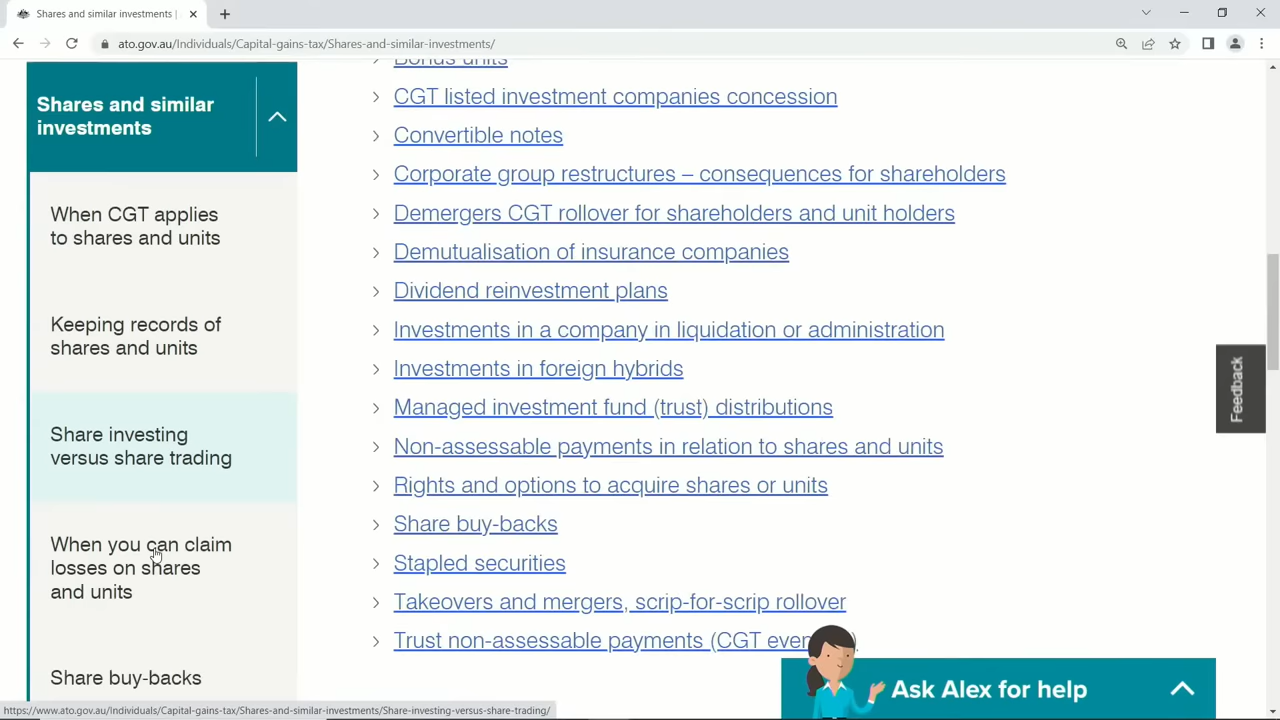 Shares and similar investments |
ato.gov.au/Individuals/Capital-gains-tax/Shares-and-similar-investments/
Shares and similar
investments
When CGT applies
to shares and units
Keeping records of
shares and units
Share investing
versus share trading
When you can claim
losses on shares
and units
Share buy-backs
Bonus units
CGT listed investment companies concession
Convertible notes
Corporate group restructures – consequences for shareholders
Demergers CGT rollover for shareholders and unit holders
Demutualisation of insurance companies
Dividend reinvestment plans
Investments in a company in liquidation or administration
Investments in foreign hybrids
Managed investment fund (trust) distributions
Non-assessable payments in relation to shares and units
Rights and options to acquire shares or units
Share buy-backs
Stapled securities
Takeovers and mergers, scrip-for-scrip rollover
Trust non-assessable payments (CGT
Feedback
Ask Alex for help
https://www.ato.gov.au/Individuals/Capital-gains-tax/Shares-and-similar-investments/Share-investing-versus-share-trading/